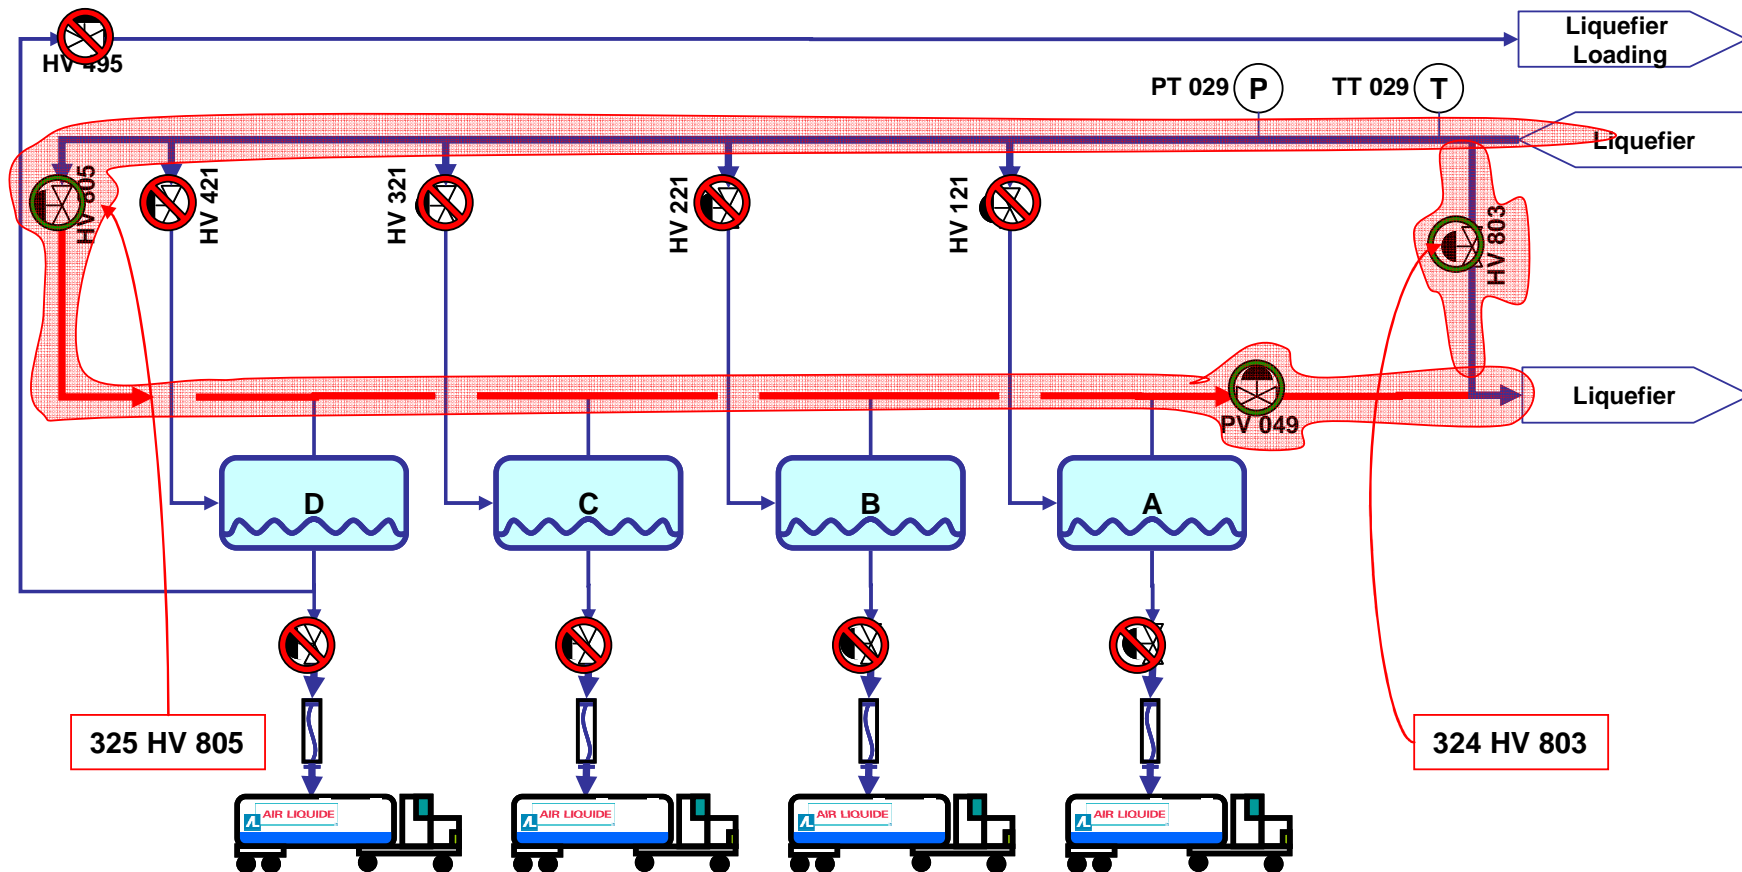 Liquefier
Loading
HV 495
PT 029
P
TT 029
T
Liquefier
HV 805
HV 421
HV 321
HV 221
HV 121
HV 803
Liquefier
PV 049
D
C
B
A
325 HV 805
324 HV 803
AIR LIQUIDE
AIR LIQUIDE
AIR LIQUIDE
AIR LIQUIDE